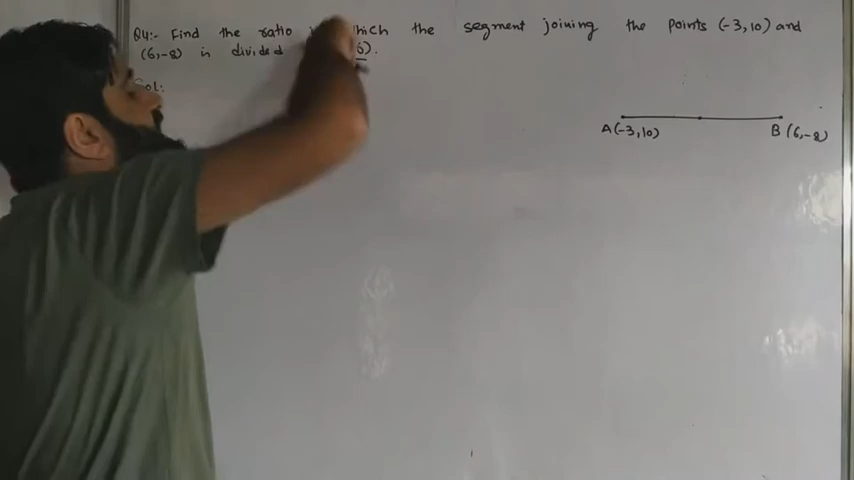 Q4:- Find the ratio which the segment joining the points (-3,10) and
(6,-8) is divided 6).
Sol:
A(-3,10) B(6,-8)